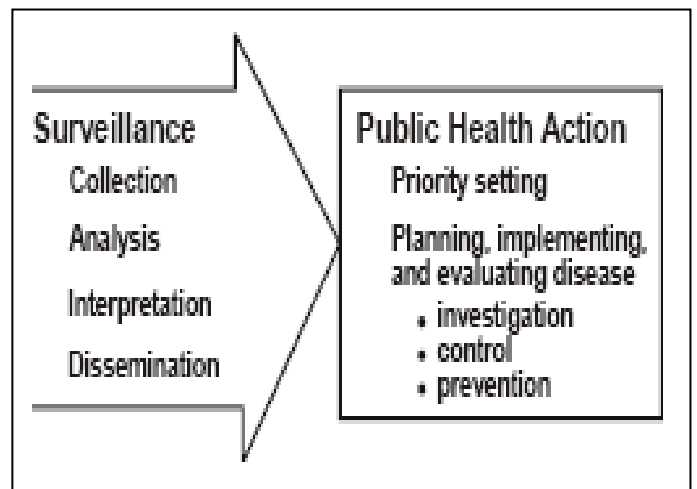 Surveillance
Collection
Analysis
Interpretation
Dissemination
Public Health Action
Priority setting
Planning, implementing,
and evaluating disease
• investigation
• control
• prevention